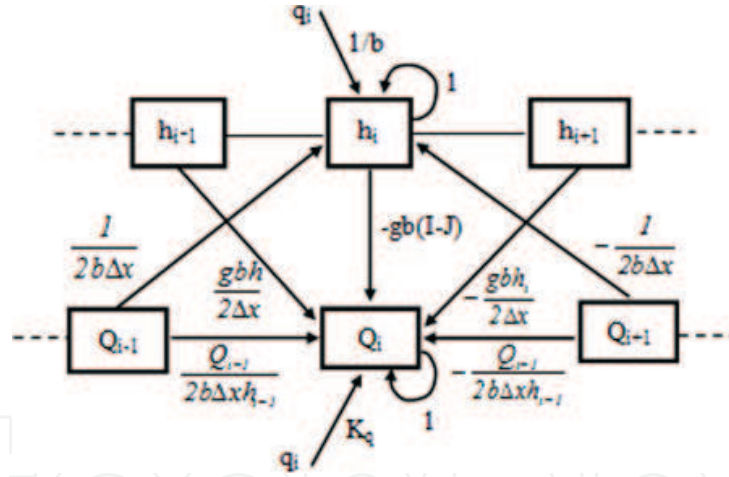 qᵢ
1/b
1
hᵢ₋₁
hᵢ
hᵢ₊₁
1/(2bΔx)
gbh/(2Δx)
-gb(I-J)
-gbhᵢ/(2Δx)
-1/(2bΔx)
Qᵢ₋₁
Qᵢ
Qᵢ₊₁
Qᵢ₋₁/(2bΔxhᵢ₋₁)
-Qᵢ₋₁/(2bΔxhᵢ₋₁)
K_q
1
qᵢ